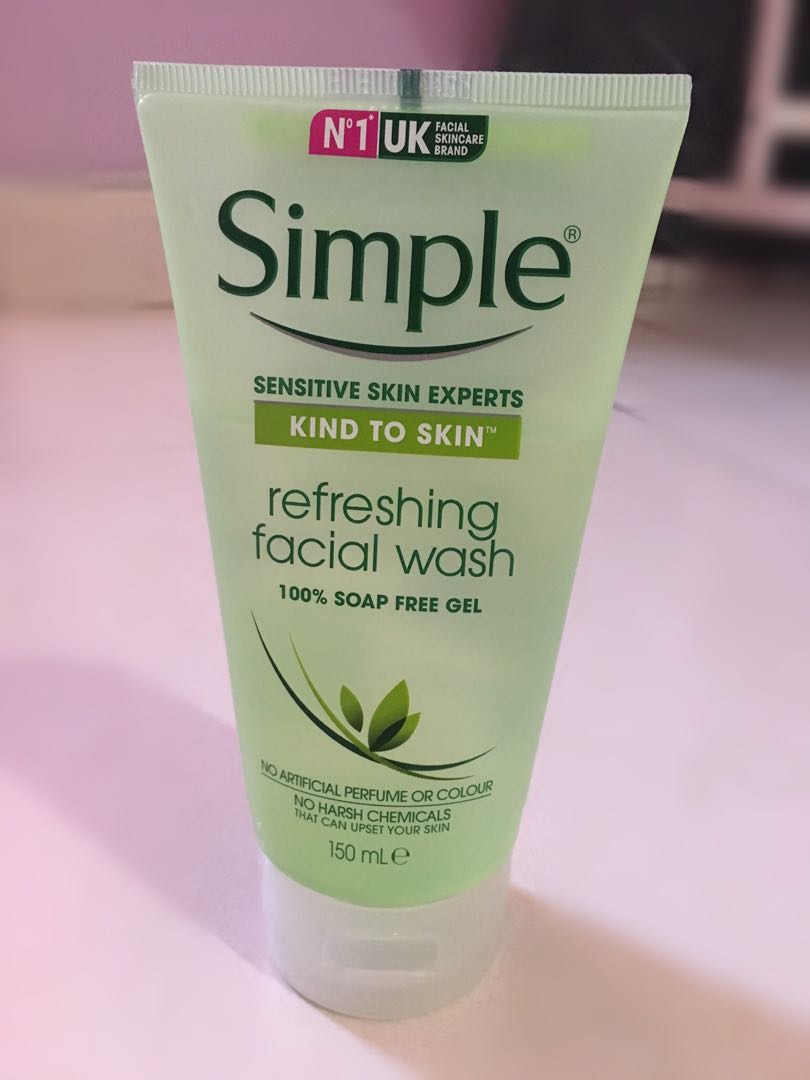 Nº1* UK FACIAL
SKINCARE
BRAND
Simple®
SENSITIVE SKIN EXPERTS
KIND TO SKIN™
refreshing
facial wash
100% SOAP FREE GEL
NO ARTIFICIAL PERFUME OR COLOUR
NO HARSH CHEMICALS
THAT CAN UPSET YOUR SKIN
150 mL℮